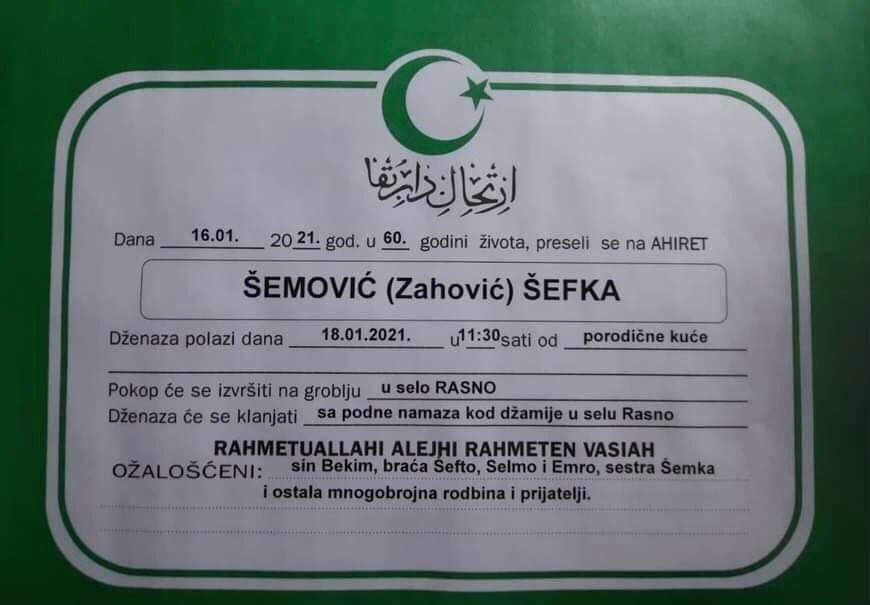 ارتحال دار بقا
Dana 16.01. 2021. god. u 60. godini života, preseli se na AHIRET
ŠEMOVIĆ (Zahović) ŠEFKA
Dženaza polazi dana 18.01.2021. u 11:30 sati od porodične kuće
Pokop će se izvršiti na groblju u selo RASNO
Dženaza će se klanjati sa podne namaza kod džamije u selu Rasno
RAHMETUALLAHI ALEJHI RAHMETEN VASIAH
OŽALOŠĆENI: sin Bekim, braća Šefto, Selmo i Emro, sestra Šemka
i ostala mnogobrojna rodbina i prijatelji.